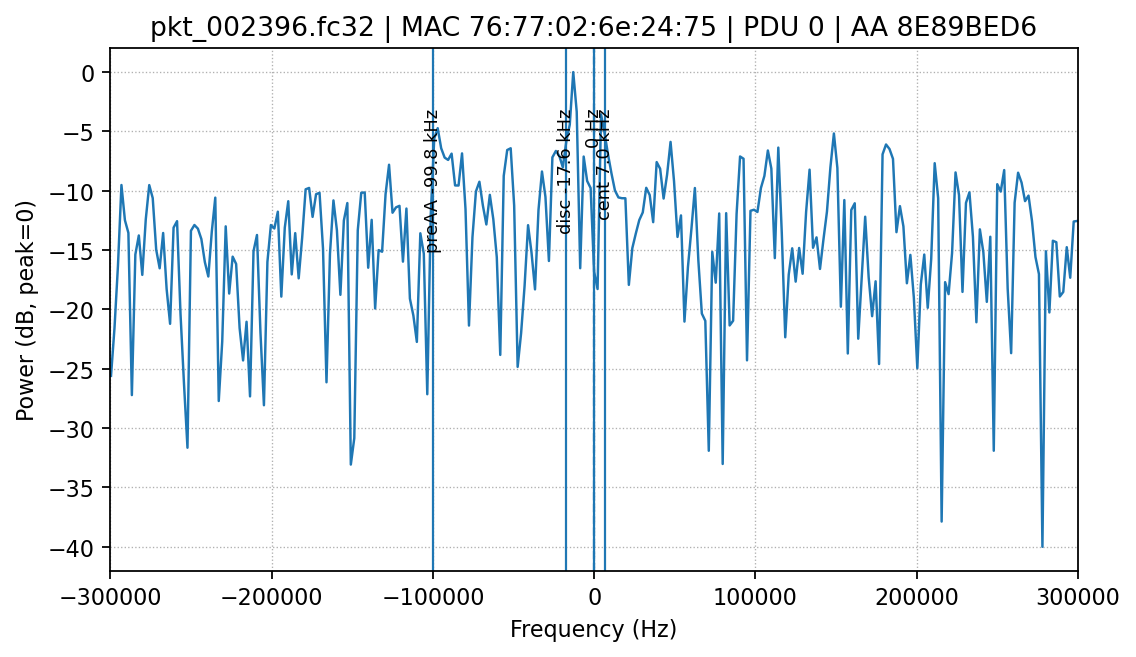 pkt_002396.fc32 | MAC 76:77:02:6e:24:75 | PDU 0 | AA 8E89BED6
Power (dB, peak=0)
0
−5
−10
−15
−20
−25
−30
−35
−40
preAA -99.8 kHz
disc -17.6 kHz
0 Hz
cent 7.0 kHz
−300000
−200000
−100000
0
100000
200000
300000
Frequency (Hz)